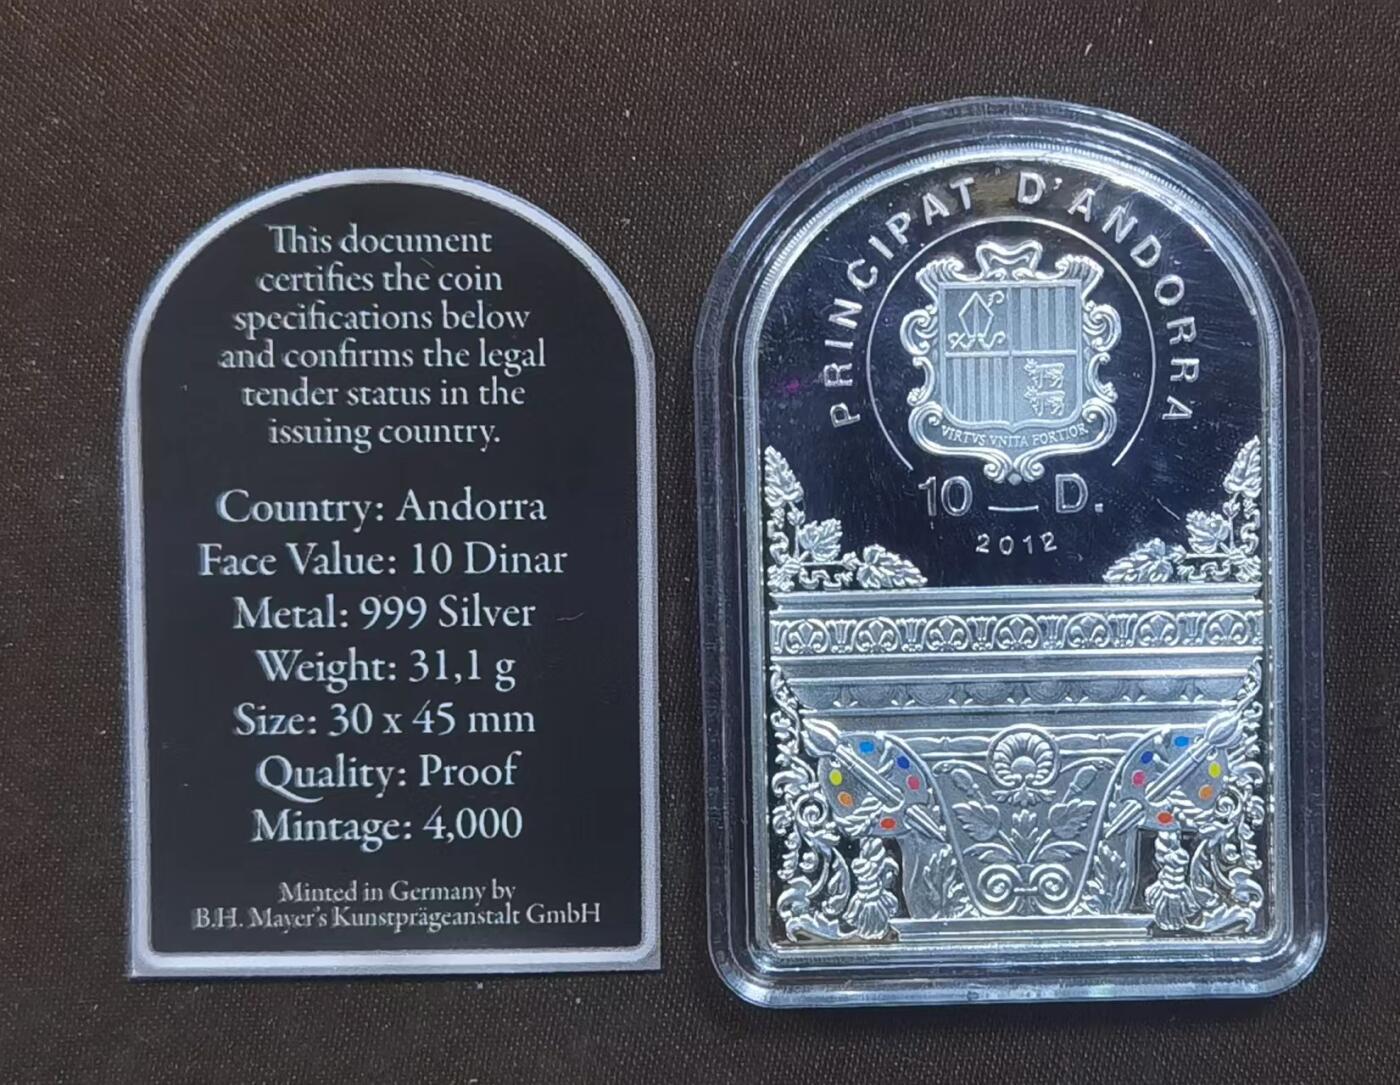 This document
certifies the coin
specifications below
and confirms the legal
tender status in the
issuing country.
Country: Andorra
Face Value: 10 Dinar
Metal: 999 Silver
Weight: 31,1 g
Size: 30 x 45 mm
Quality: Proof
Mintage: 4,000
Minted in Germany by
B.H. Mayer's Kunstprägeanstalt GmbH
PRINCIPAT D'ANDORRA
VIRTVS VNITA FORTIOR
10 — D.
2012